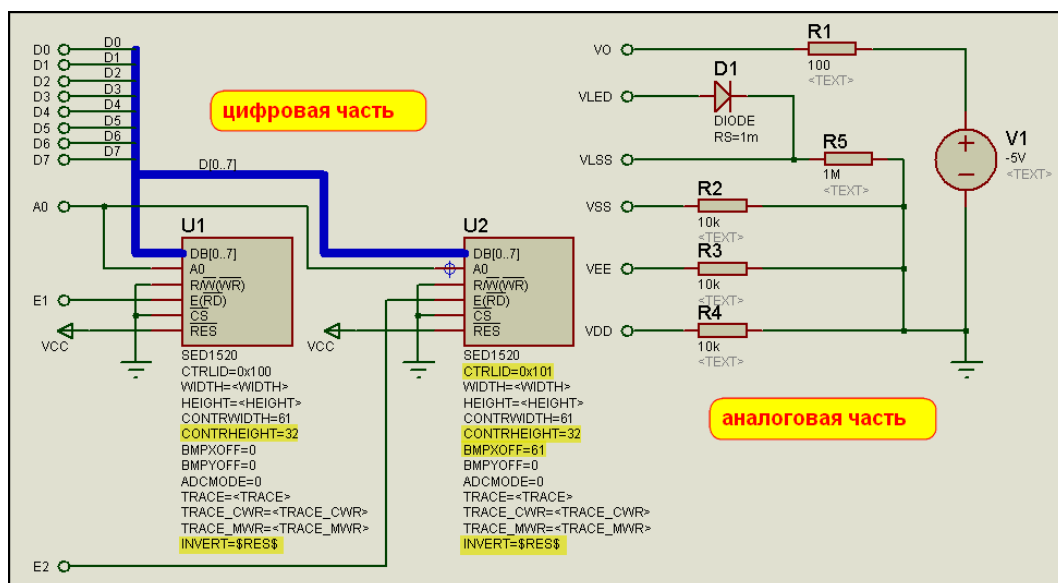 D0
D1
D2
D3
D4
D5
D6
D7
D0
D1
D2
D3
D4
D5
D6
D7
цифровая часть
D[0..7]
A0
E1
E2
U1
DB[0..7]
A0
R/W(WR)
E(RD)
CS
RES
VCC
SED1520
CTRLID=0x100
WIDTH=<WIDTH>
HEIGHT=<HEIGHT>
CONTRWIDTH=61
CONTRHEIGHT=32
BMPXOFF=0
BMPYOFF=0
ADCMODE=0
TRACE=<TRACE>
TRACE_CWR=<TRACE_CWR>
TRACE_MWR=<TRACE_MWR>
INVERT=$RES$
U2
DB[0..7]
A0
R/W(WR)
E(RD)
CS
RES
VCC
SED1520
CTRLID=0x101
WIDTH=<WIDTH>
HEIGHT=<HEIGHT>
CONTRWIDTH=61
CONTRHEIGHT=32
BMPXOFF=61
BMPYOFF=0
ADCMODE=0
TRACE=<TRACE>
TRACE_CWR=<TRACE_CWR>
TRACE_MWR=<TRACE_MWR>
INVERT=$RES$
VO
R1
100
<TEXT>
VLED
D1
DIODE
RS=1m
VLSS
R5
1M
<TEXT>
V1
-5V
<TEXT>
VSS
R2
10k
<TEXT>
VEE
R3
10k
<TEXT>
VDD
R4
10k
<TEXT>
аналоговая часть